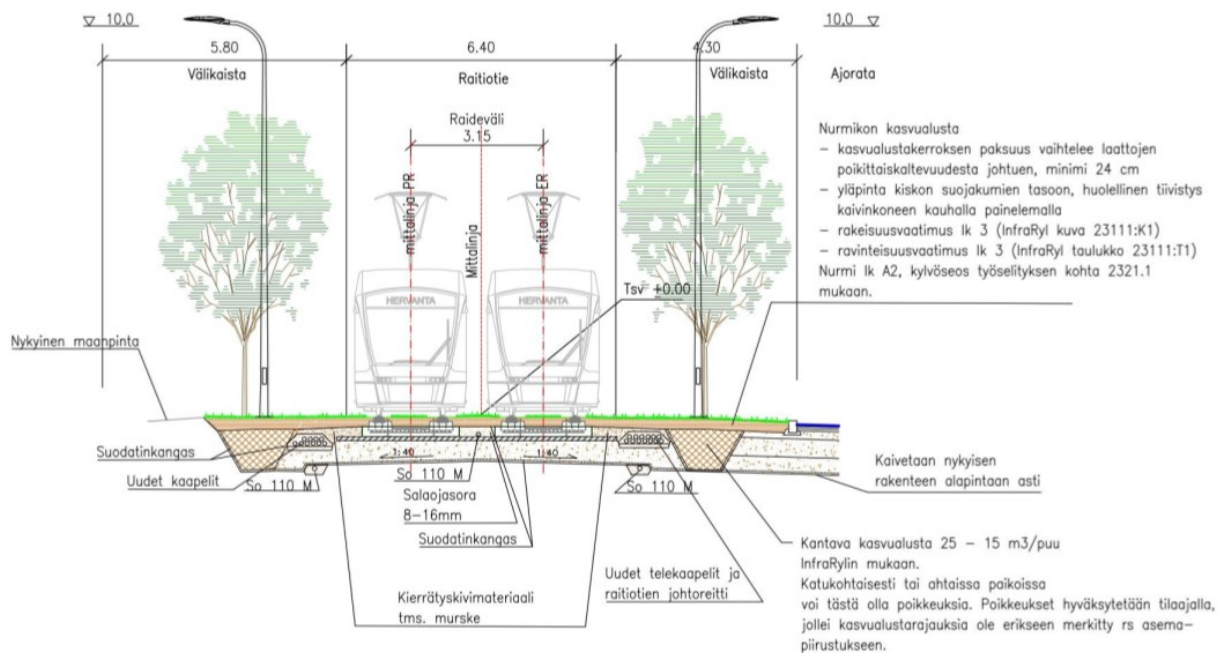 10.0
10.0
5.80
6.40
4.30
Välikaista
Raitiotie
Välikaista
Ajorata
Raideväli
3.15
mittalinja-PR
Mittalinja
mittalinja-ER
Nurmikon kasvualusta
- kasvualustakerroksen paksuus vaihtelee laattojen
poikittaiskaltevuudesta johtuen, minimi 24 cm
- yläpinta kiskon suojakumien tasoon, huolellinen tiivistys
kaivinkoneen kauhalla painelemalla
- rakeisuusvaatimus lk 3 (InfraRyl kuva 23111:K1)
- ravinteisuusvaatimus lk 3 (InfraRyl taulukko 23111:T1)
Nurmi lk A2, kylvöseos työselityksen kohta 2321.1
mukaan.
Tsv +0.00
HERVANTA
HERVANTA
Nykyinen maanpinta
Suodatinkangas
Uudet kaapelit
1:40
1:40
So 110 M
So 110 M
So 110 M
Salaojasora
8-16mm
Suodatinkangas
Kaivetaan nykyisen
rakenteen alapintaan asti
Kierrätyskivimateriaali
tms. murske
Uudet telekaapelit ja
raitiotien johtoreitti
Kantava kasvualusta 25 - 15 m3/puu
InfraRylin mukaan.
Katukohtaisesti tai ahtaissa paikoissa
voi tästä olla poikkeuksia. Poikkeukset hyväksytetään tilaajalla,
jollei kasvualustarajauksia ole erikseen merkitty rs asema-
piirustukseen.